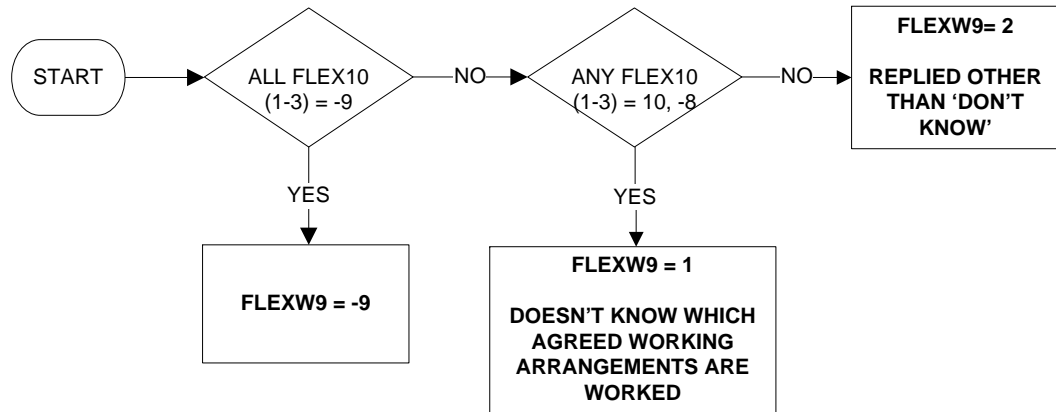 START
ALL FLEX10
(1-3) = -9
NO
ANY FLEX10
(1-3) = 10, -8
NO
FLEXW9= 2
REPLIED OTHER
THAN ‘DON’T
KNOW’
YES
YES
FLEXW9 = -9
FLEXW9 = 1
DOESN’T KNOW WHICH
AGREED WORKING
ARRANGEMENTS ARE
WORKED